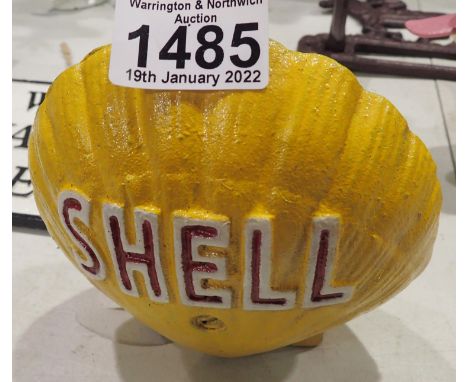 Warrington & Northwich
Auction
1485
19th January 2022
SHELL